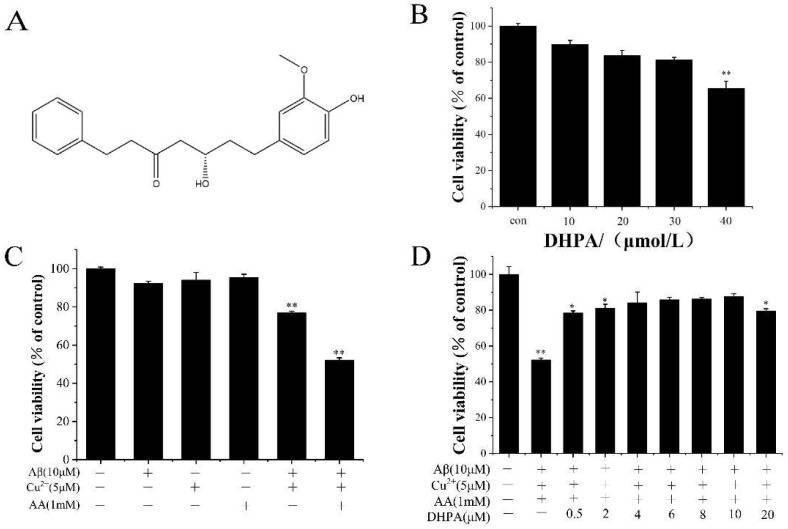 A
O
OH
O
HO
B
Cell viability (% of control)
100
80
60
40
20
0
**
con 10 20 30 40
DHPA/（μmol/L）
C
Cell viability (% of control)
100
80
60
40
20
0
**
**
Aβ(10μM) − + − − + +
Cu²⁻(5μM) − − + − + +
AA(1mM) − − − + − +
D
Cell viability (% of control)
100
80
60
40
20
0
**
*
*
*
Aβ(10μM) − + + + + + + + +
Cu²⁺(5μM) − + + + + + + + +
AA(1mM) − + + + + + + + +
DHPA(μM) − − 0.5 2 4 6 8 10 20